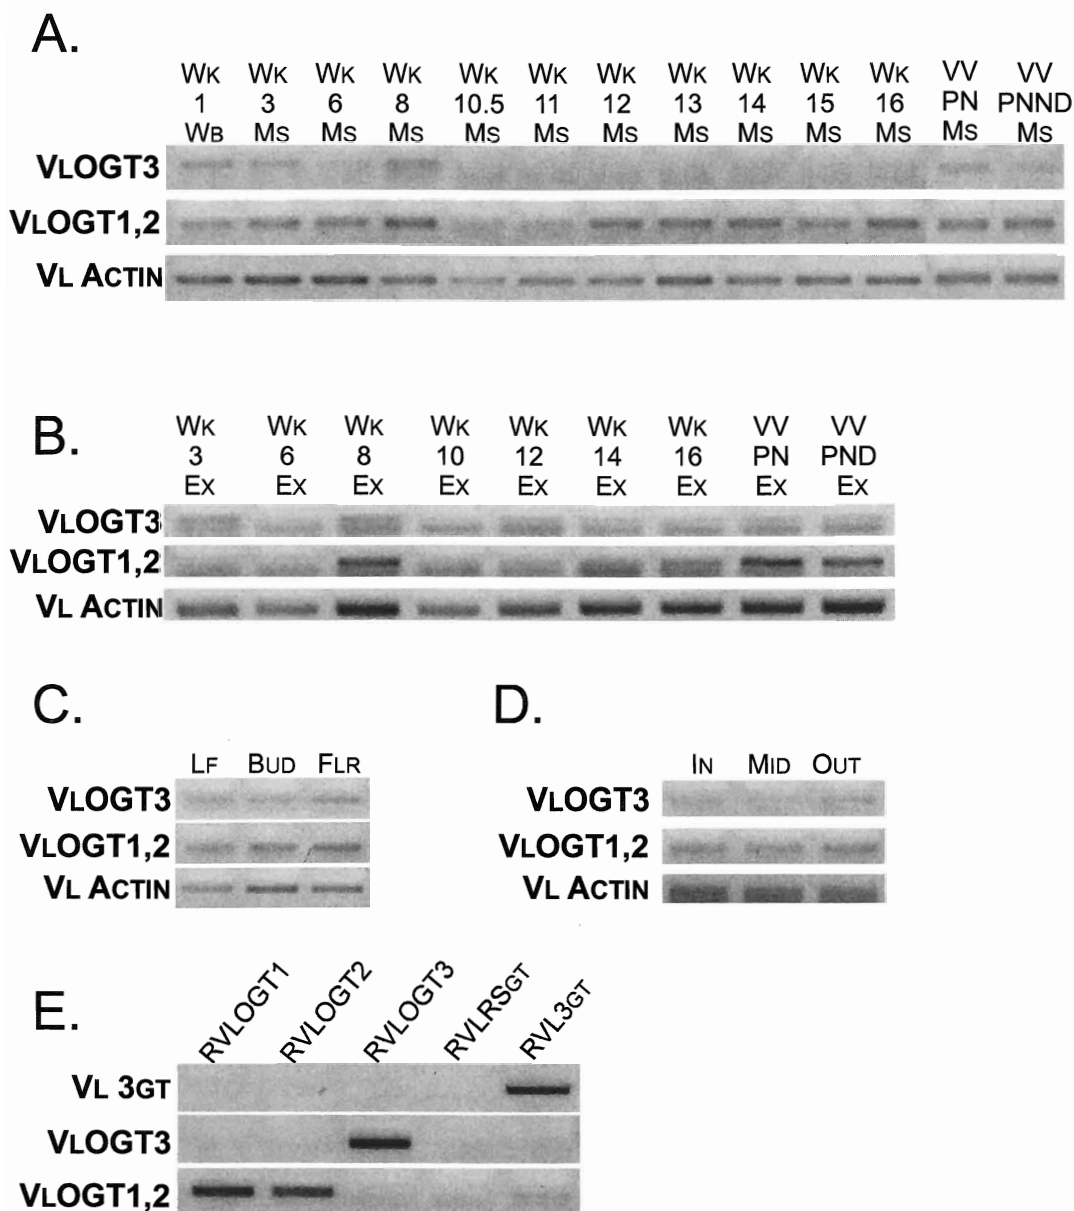 A.
WK WK WK WK WK WK WK WK WK WK WK VV VV
1 3 6 8 10.5 11 12 13 14 15 16 PN PNND
WB MS MS MS MS MS MS MS MS MS MS MS MS
VLOGT3
VLOGT1,2
VL ACTIN
B.
WK WK WK WK WK WK WK VV VV
3 6 8 10 12 14 16 PN PND
EX EX EX EX EX EX EX EX EX
VLOGT3
VLOGT1,2
VL ACTIN
C.
LF BUD FLR
VLOGT3
VLOGT1,2
VL ACTIN
D.
IN MID OUT
VLOGT3
VLOGT1,2
VL ACTIN
E.
RVLOGT1 RVLOGT2 RVLOGT3 RVLRSGT RVL3GT
VL 3GT
VLOGT3
VLOGT1,2